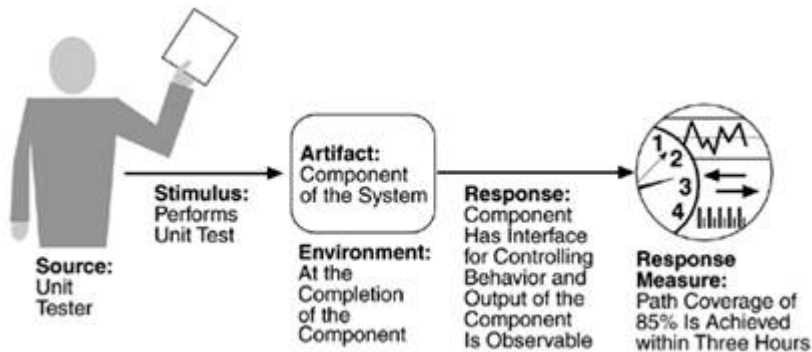 Source:
Unit
Tester
Stimulus:
Performs
Unit Test
Artifact:
Component
of the System
Environment:
At the
Completion
of the
Component
Response:
Component
Has Interface
for Controlling
Behavior and
Output of the
Component
Is Observable
1
2
3
4
Response
Measure:
Path Coverage of
85% Is Achieved
within Three Hours